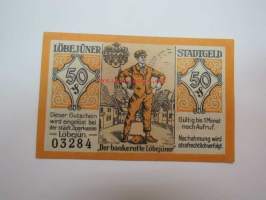 LÖBEJÜNER STADTGELD
50
50
Dieser Gutschein
wird eingelöst bei
der städt. Sparkasse
Löbejün.
03284
„Der bankerotte Löbejüner"
Gültig bis 1 Monat
nach Aufruf.
Nachahmung wird
strafrechtlich verfolgt.